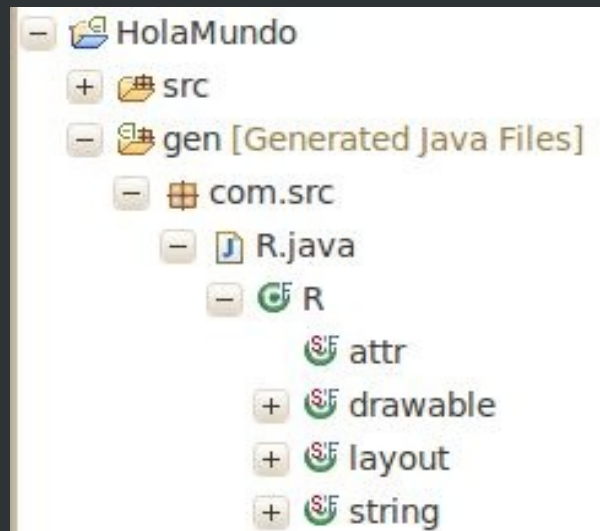 HolaMundo
src
gen [Generated Java Files]
com.src
R.java
R
attr
drawable
layout
string